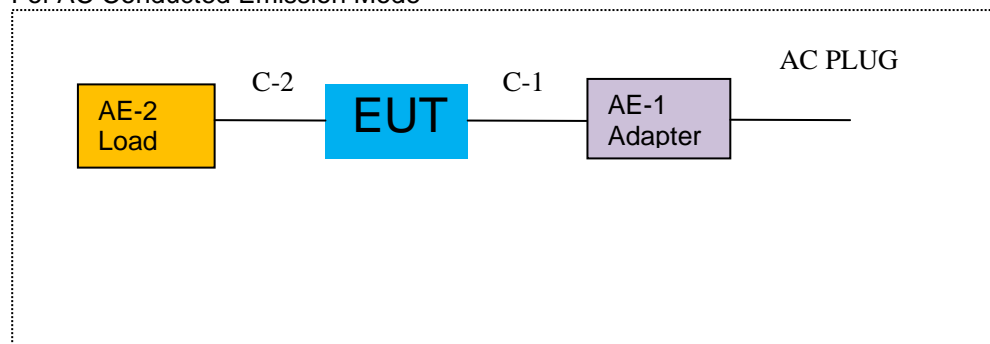 For AC Conducted Emission Mode
AC PLUG
C-2
C-1
AE-2
Load
EUT
AE-1
Adapter